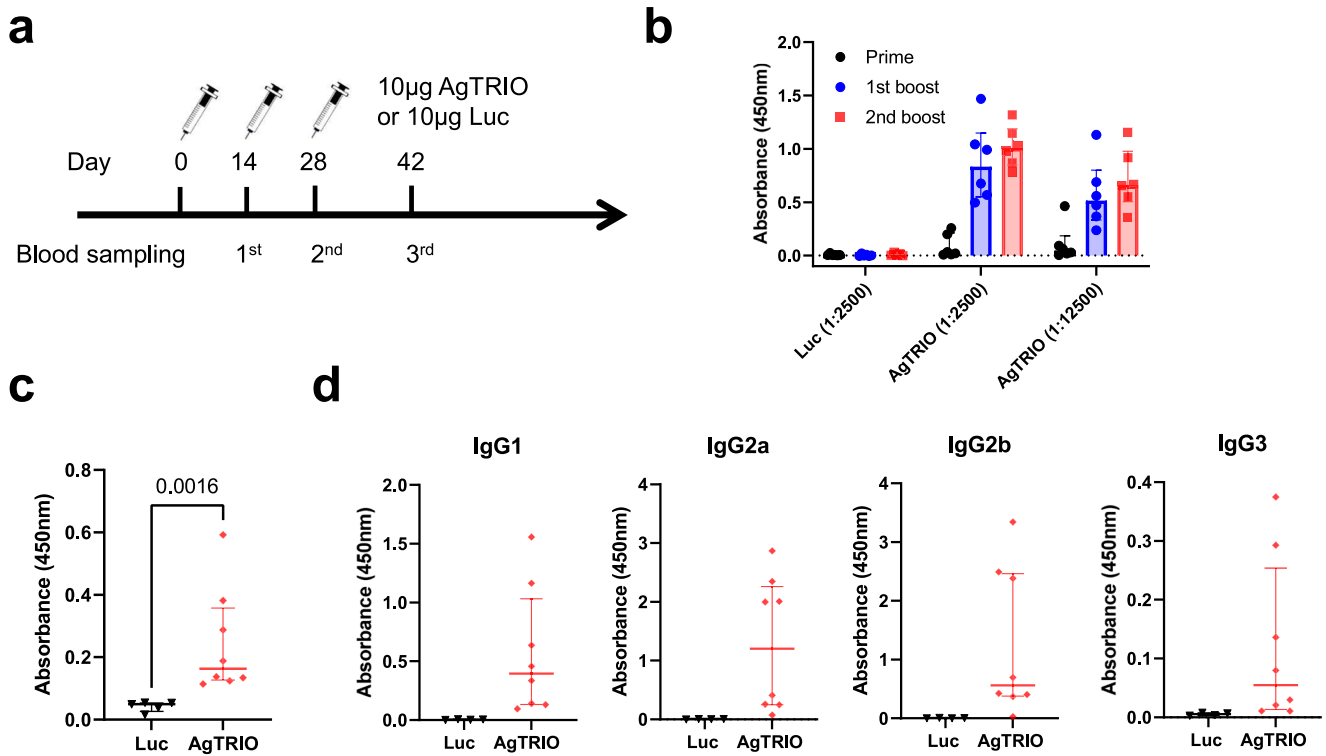 a
10µg AgTRIO
or 10µg Luc
Day 0 14 28 42
Blood sampling 1st 2nd 3rd
b
Absorbance (450nm)
2.0
1.5
1.0
0.5
0.0
Prime
1st boost
2nd boost
Luc (1:2500)
AgTRIO (1:2500)
AgTRIO (1:12500)
c
Absorbance (450nm)
0.8
0.6
0.4
0.2
0.0
0.0016
Luc AgTRIO
d
IgG1
Absorbance (450nm)
2.0
1.5
1.0
0.5
0.0
Luc AgTRIO
IgG2a
Absorbance (450nm)
4
3
2
1
0
Luc AgTRIO
IgG2b
Absorbance (450nm)
4
3
2
1
0
Luc AgTRIO
IgG3
Absorbance (450nm)
0.4
0.3
0.2
0.1
0.0
Luc AgTRIO